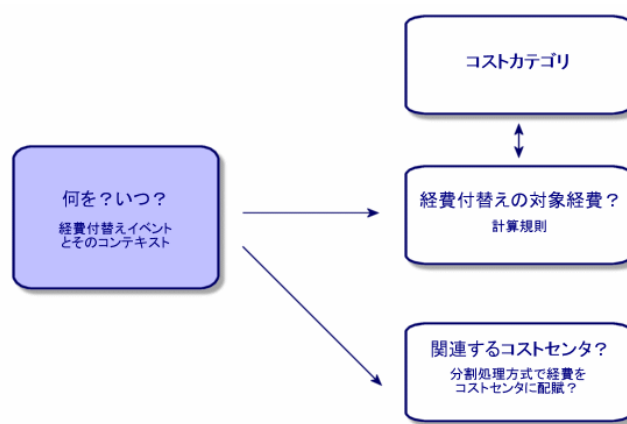 コストカテゴリ
何を？いつ？
経費付替えイベント
とそのコンテキスト
経費付替えの対象経費？
計算規則
関連するコストセンタ？
分割処理方式で経費を
コストセンタに配賦？